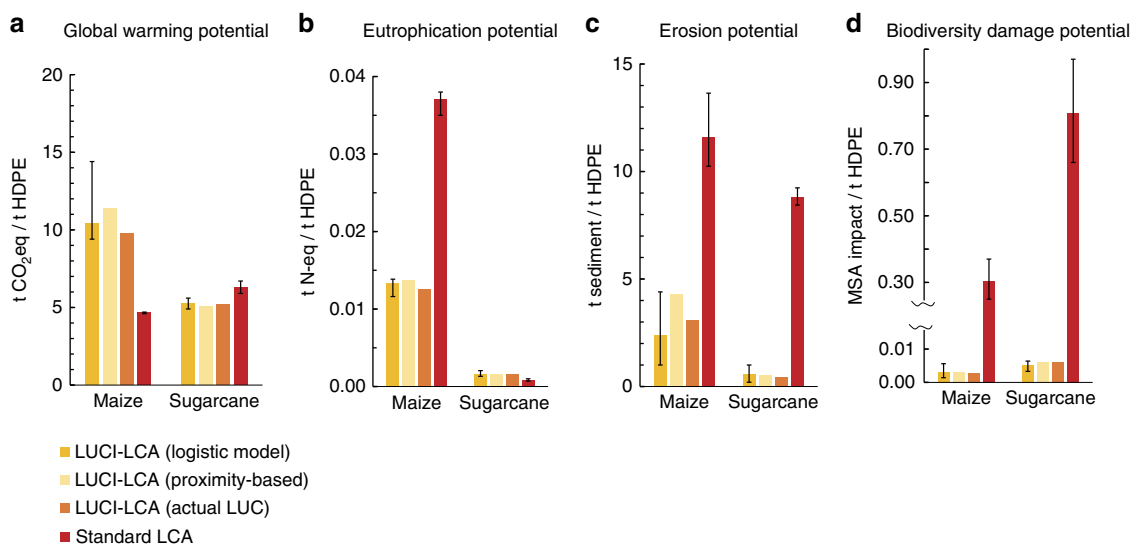 a Global warming potential
20
15
10
5
0
t CO₂eq / t HDPE
Maize Sugarcane
b Eutrophication potential
0.04
0.03
0.02
0.01
0.00
t N-eq / t HDPE
Maize Sugarcane
c Erosion potential
15
10
5
0
t sediment / t HDPE
Maize Sugarcane
d Biodiversity damage potential
0.90
0.70
0.50
0.30
0.01
0.00
MSA impact / t HDPE
Maize Sugarcane
LUCI-LCA (logistic model)
LUCI-LCA (proximity-based)
LUCI-LCA (actual LUC)
Standard LCA